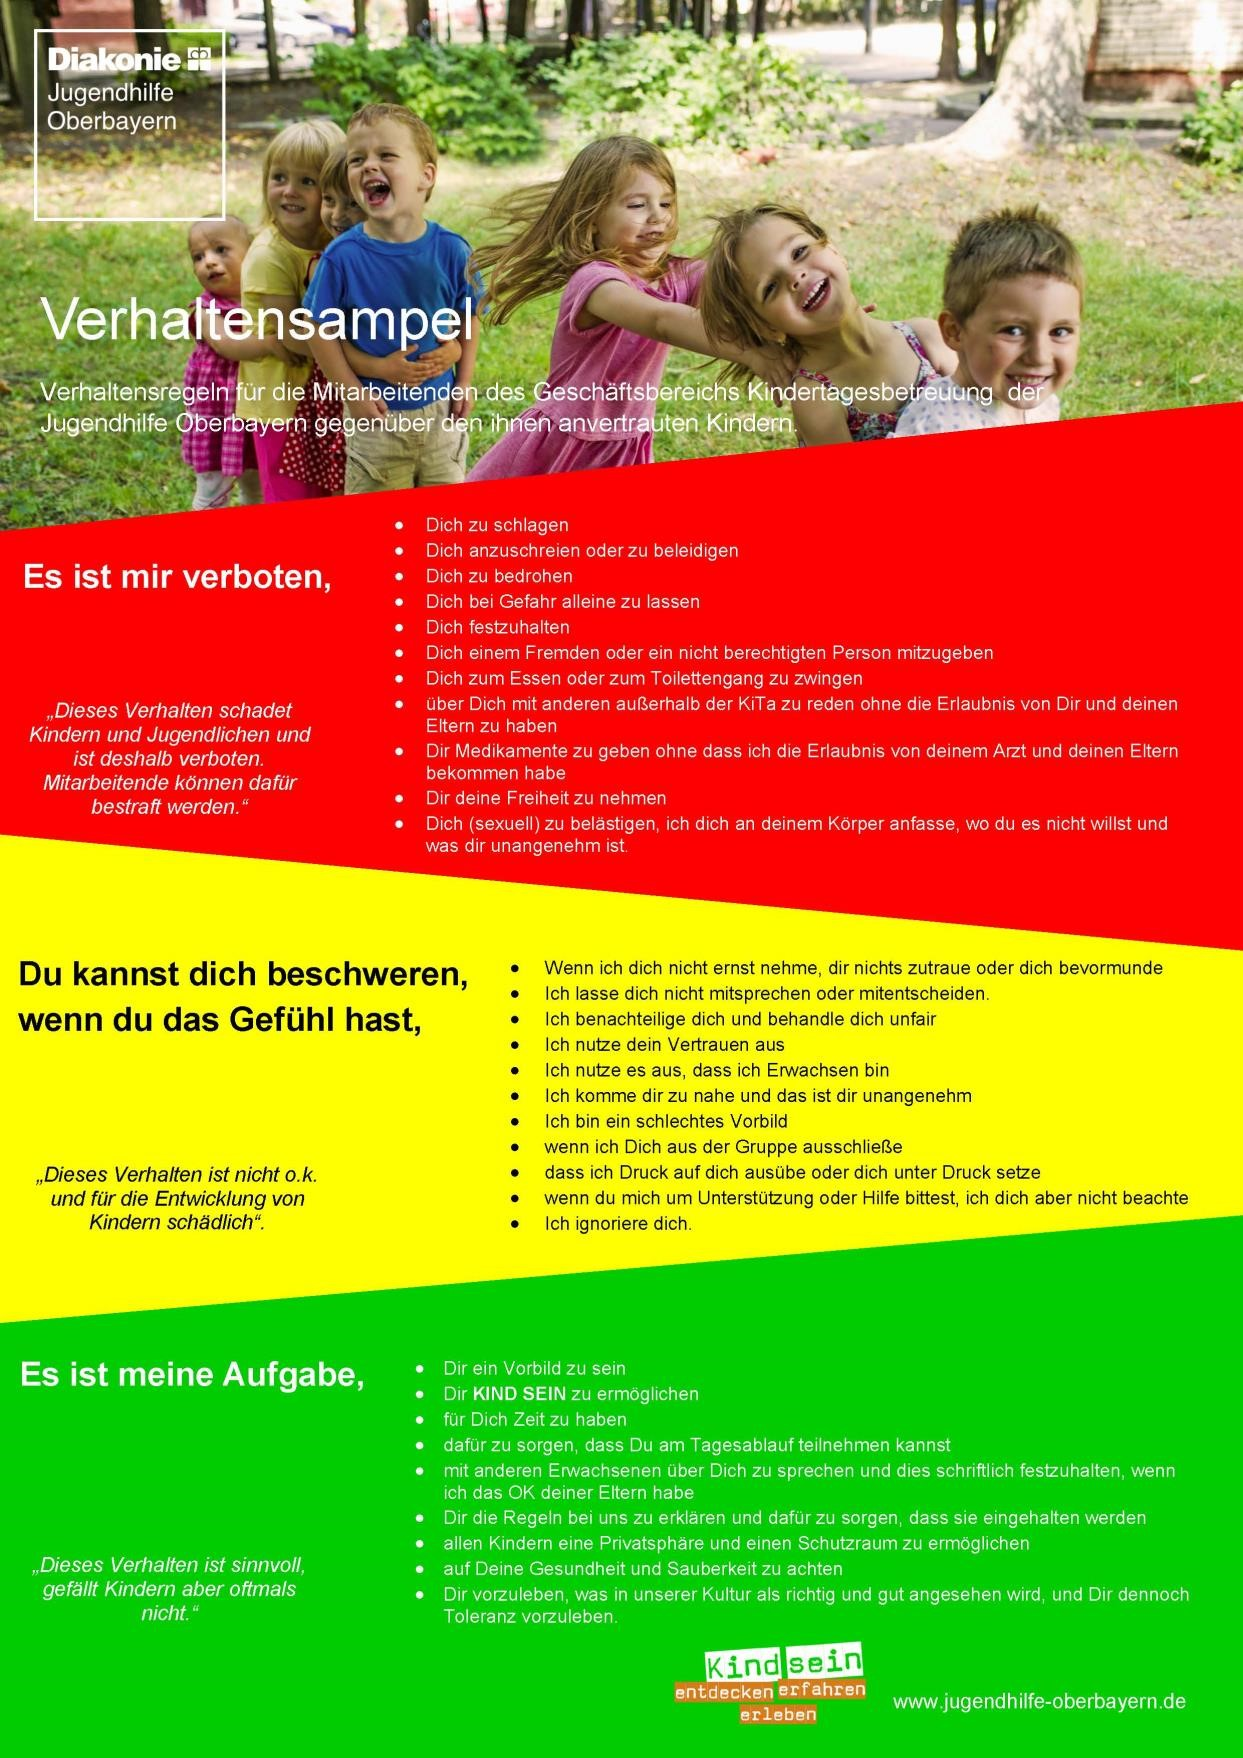 Diakonie
Jugendhilfe
Oberbayern
Verhaltensampel
Verhaltensregeln für die Mitarbeitenden des Geschäftsbereichs Kindertagesbetreuung der
Jugendhilfe Oberbayern gegenüber den ihnen anvertrauten Kindern.
Es ist mir verboten,
„Dieses Verhalten schadet
Kindern und Jugendlichen und
ist deshalb verboten.
Mitarbeitende können dafür
bestraft werden.“
• Dich zu schlagen
• Dich anzuschreien oder zu beleidigen
• Dich zu bedrohen
• Dich bei Gefahr alleine zu lassen
• Dich festzuhalten
• Dich einem Fremden oder ein nicht berechtigten Person mitzugeben
• Dich zum Essen oder zum Toilettengang zu zwingen
• über Dich mit anderen außerhalb der KiTa zu reden ohne die Erlaubnis von Dir und deinen
Eltern zu haben
• Dir Medikamente zu geben ohne dass ich die Erlaubnis von deinem Arzt und deinen Eltern
bekommen habe
• Dir deine Freiheit zu nehmen
• Dich (sexuell) zu belästigen, ich dich an deinem Körper anfasse, wo du es nicht willst und
was dir unangenehm ist.
Du kannst dich beschweren,
wenn du das Gefühl hast,
„Dieses Verhalten ist nicht o.k.
und für die Entwicklung von
Kindern schädlich“.
• Wenn ich dich nicht ernst nehme, dir nichts zutraue oder dich bevormunde
• Ich lasse dich nicht mitsprechen oder mitentscheiden.
• Ich benachteilige dich und behandle dich unfair
• Ich nutze dein Vertrauen aus
• Ich nutze es aus, dass ich Erwachsen bin
• Ich komme dir zu nahe und das ist dir unangenehm
• Ich bin ein schlechtes Vorbild
• wenn ich Dich aus der Gruppe ausschließe
• dass ich Druck auf dich ausübe oder dich unter Druck setze
• wenn du mich um Unterstützung oder Hilfe bittest, ich dich aber nicht beachte
• Ich ignoriere dich.
Es ist meine Aufgabe,
„Dieses Verhalten ist sinnvoll,
gefällt Kindern aber oftmals
nicht.“
• Dir ein Vorbild zu sein
• Dir KIND SEIN zu ermöglichen
• für Dich Zeit zu haben
• dafür zu sorgen, dass Du am Tagesablauf teilnehmen kannst
• mit anderen Erwachsenen über Dich zu sprechen und dies schriftlich festzuhalten, wenn
ich das OK deiner Eltern habe
• Dir die Regeln bei uns zu erklären und dafür zu sorgen, dass sie eingehalten werden
• allen Kindern eine Privatsphäre und einen Schutzraum zu ermöglichen
• auf Deine Gesundheit und Sauberkeit zu achten
• Dir vorzuleben, was in unserer Kultur als richtig und gut angesehen wird, und Dir dennoch
Toleranz vorzuleben.
Kind sein
entdecken erfahren
erleben
www.jugendhilfe-oberbayern.de